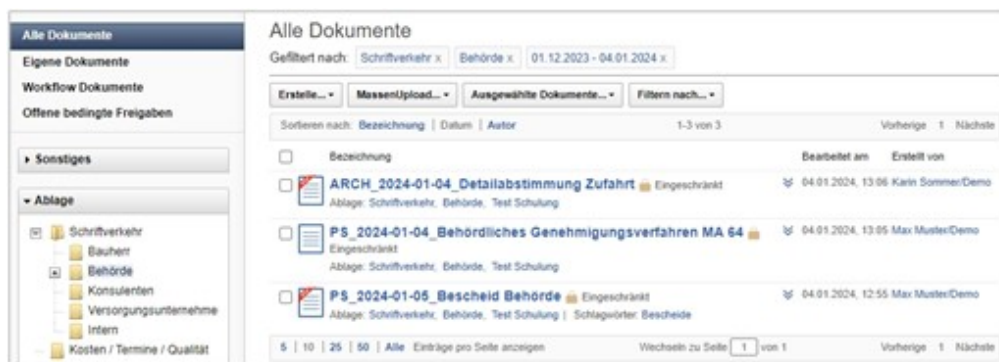 Alle Dokumente
Eigene Dokumente
Workflow Dokumente
Offene bedingte Freigaben
Sonstiges
Ablage
Schriftverkehr
Bauherr
Behörde
Konsulenten
Versorgungsunternehme
Intern
Kosten / Termine / Qualität
Alle Dokumente
Gefiltert nach: Schriftverkehr x Behörde x 01.12.2023 - 04.01.2024 x
Erstelle... MassenUpload... Ausgewählte Dokumente... Filtern nach...
Sortieren nach: Bezeichnung | Datum | Autor 1-3 von 3 Vorherige 1 Nächste
Bezeichnung Bearbeitet am Erstellt von
ARCH_2024-01-04_Detailabstimmung Zufahrt Eingeschränkt 04.01.2024, 13:06 Karin Sommer/Demo
Ablage: Schriftverkehr, Behörde, Test Schulung
PS_2024-01-04_Behördliches Genehmigungsverfahren MA 64 04.01.2024, 13:05 Max Muster/Demo
Eingeschränkt
Ablage: Schriftverkehr, Behörde, Test Schulung
PS_2024-01-05_Bescheid Behörde Eingeschränkt 04.01.2024, 12:55 Max Muster/Demo
Ablage: Schriftverkehr, Behörde, Test Schulung | Schlagwörter: Bescheide
5 | 10 | 25 | 50 | Alle Einträge pro Seite anzeigen Wechseln zu Seite 1 von 1 Vorherige 1 Nächste